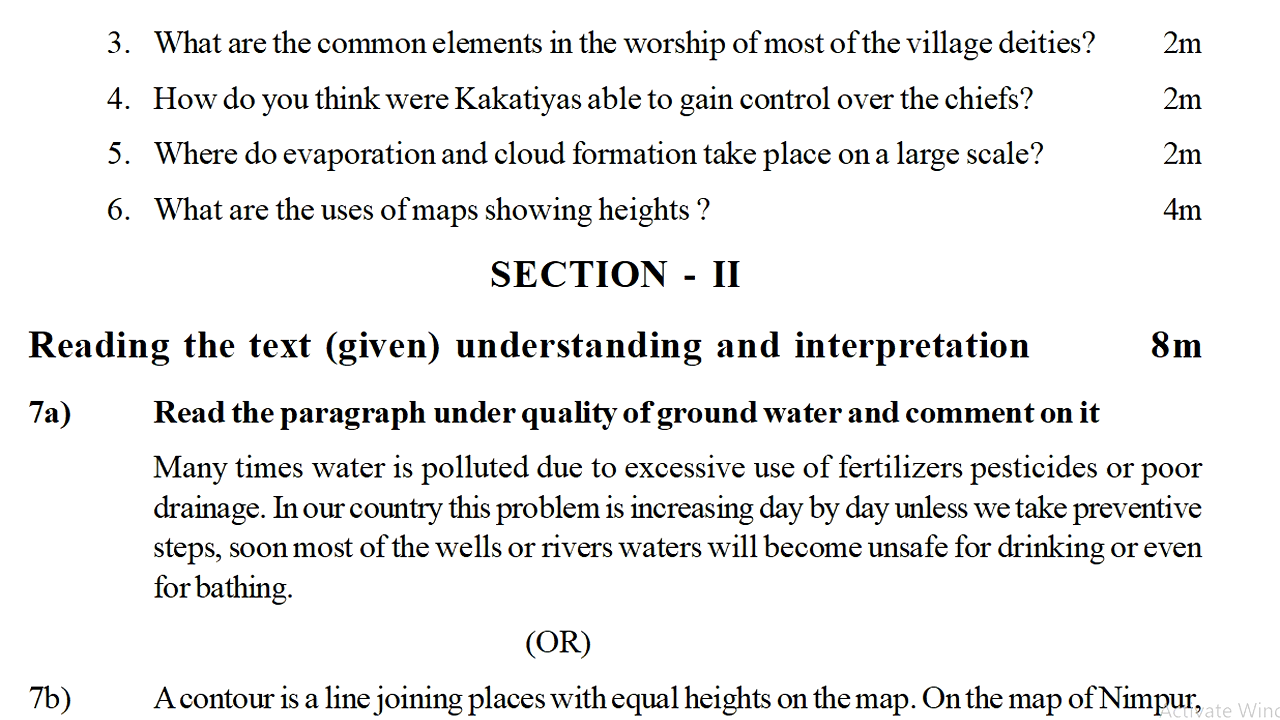 3. What are the common elements in the worship of most of the village deities? 2m
4. How do you think were Kakatiyas able to gain control over the chiefs? 2m
5. Where do evaporation and cloud formation take place on a large scale? 2m
6. What are the uses of maps showing heights ? 4m
SECTION - II
Reading the text (given) understanding and interpretation 8m
7a) Read the paragraph under quality of ground water and comment on it
Many times water is polluted due to excessive use of fertilizers pesticides or poor
drainage. In our country this problem is increasing day by day unless we take preventive
steps, soon most of the wells or rivers waters will become unsafe for drinking or even
for bathing.
(OR)
7b) A contour is a line joining places with equal heights on the map. On the map of Nimpur,